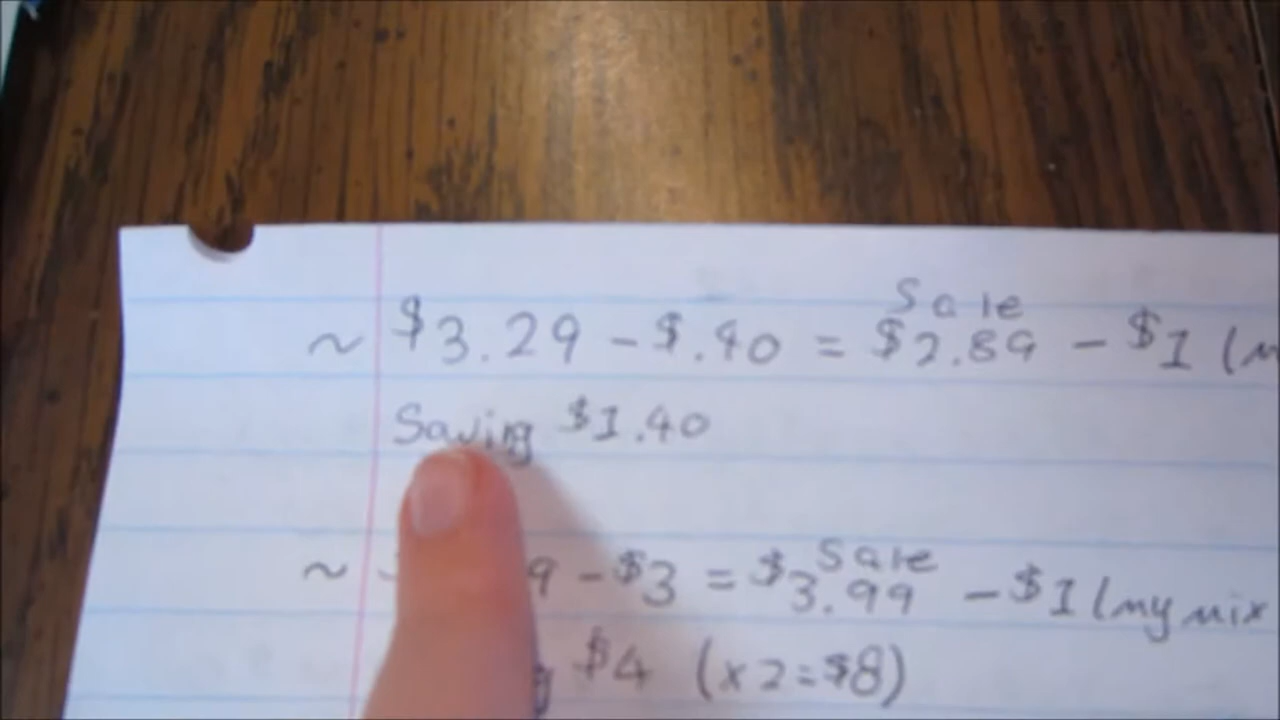 Sale
~ $3.29 - $.40 = $2.89 - $1 (
Saving $1.40
Sale
~ 9 - $3 = $3.99 - $1 (my mix
$4 (x2=$8)